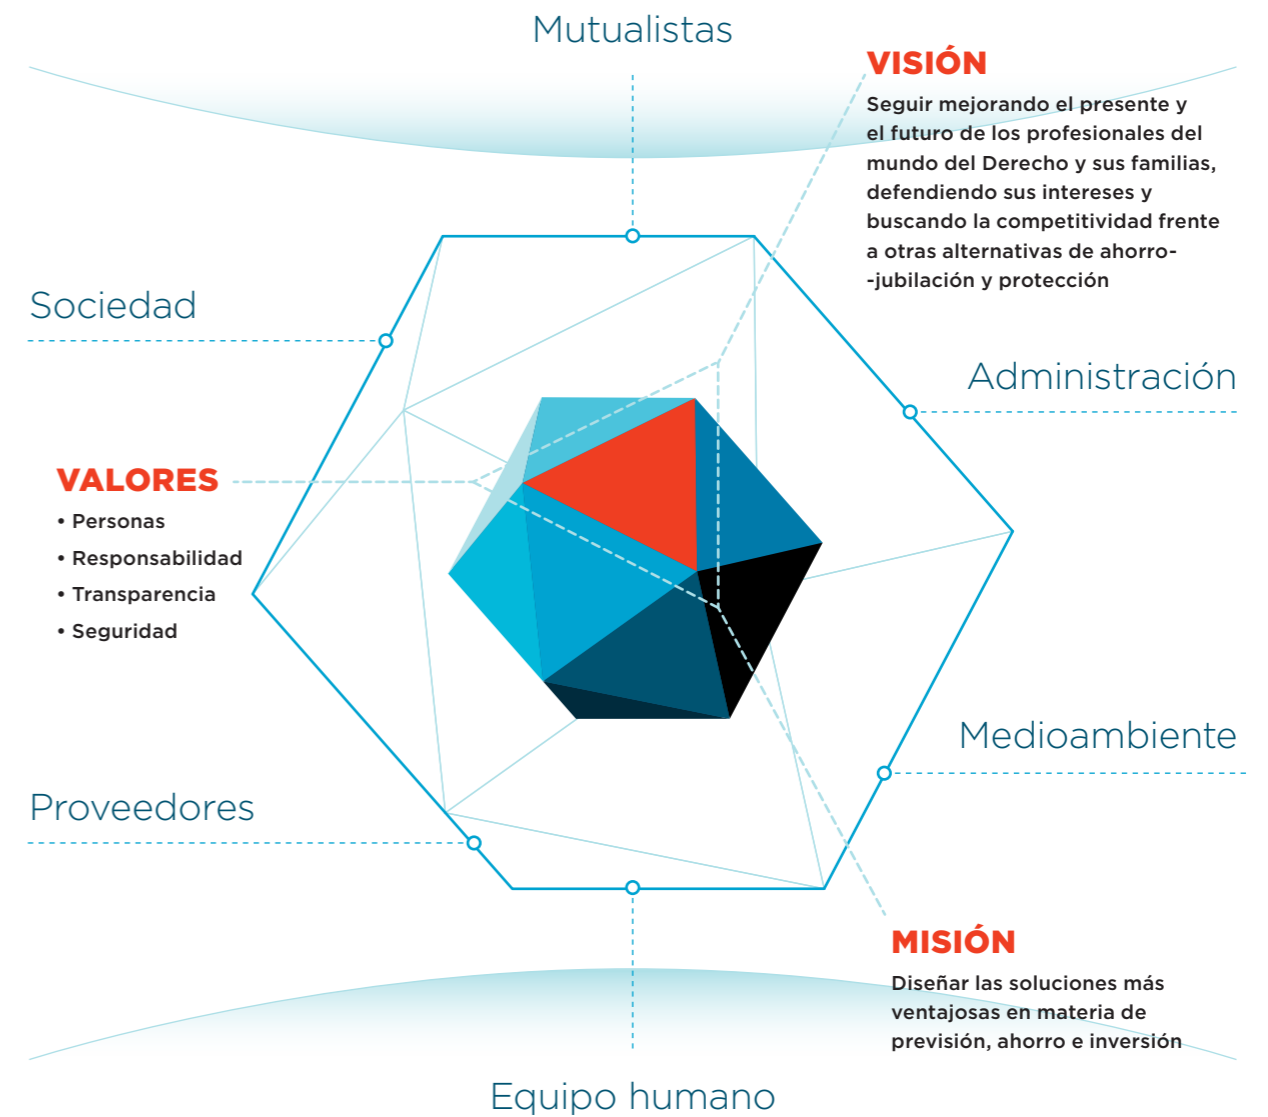 Mutualistas
VISIÓN
Seguir mejorando el presente y
el futuro de los profesionales del
mundo del Derecho y sus familias,
defendiendo sus intereses y
buscando la competitividad frente
a otras alternativas de ahorro-
-jubilación y protección
Sociedad
Administración
VALORES
• Personas
• Responsabilidad
• Transparencia
• Seguridad
Medioambiente
Proveedores
MISIÓN
Diseñar las soluciones más
ventajosas en materia de
previsión, ahorro e inversión
Equipo humano